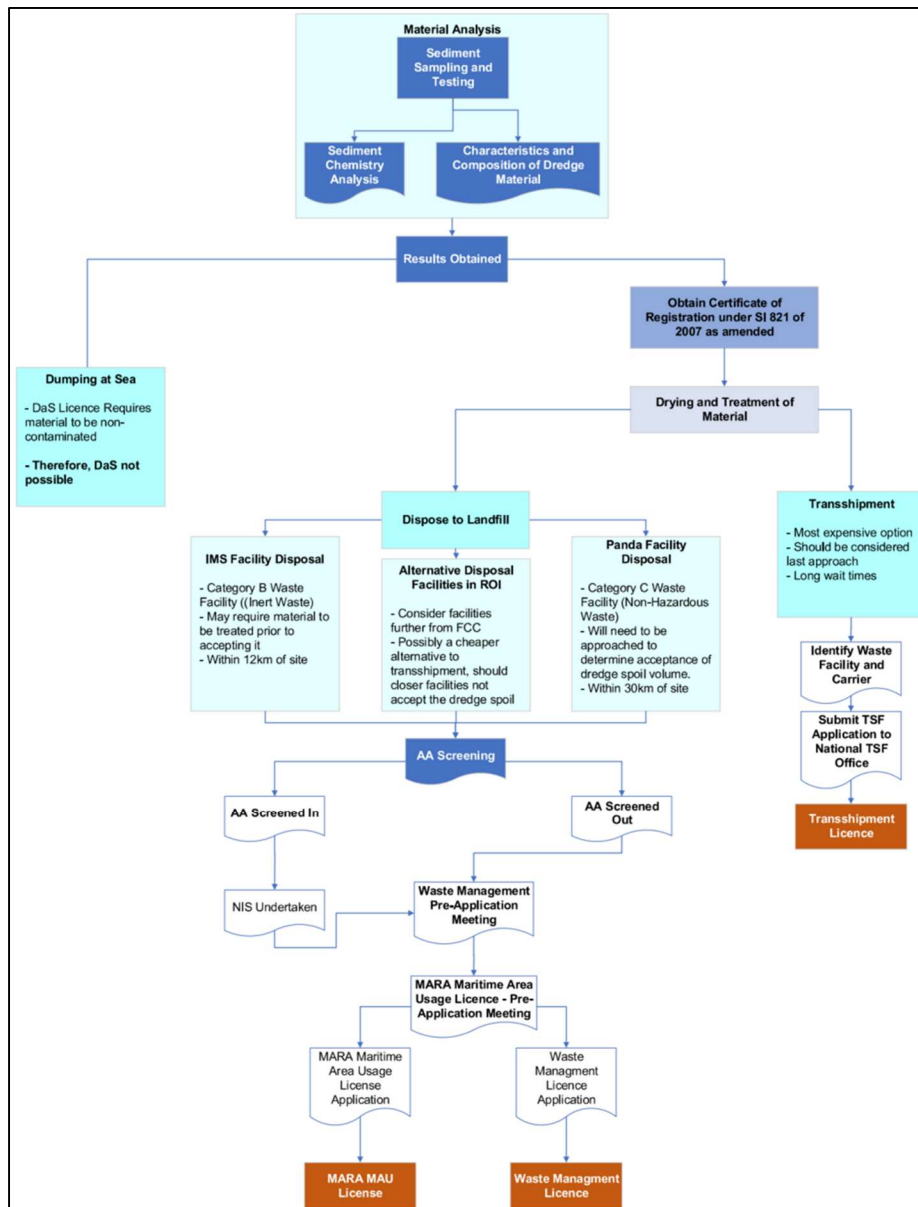 Material Analysis
Sediment
Sampling and
Testing
Sediment
Chemistry
Analysis
Characteristics and
Composition of Dredge
Material
Results Obtained
Obtain Certificate of
Registration under SI 821 of
2007 as amended
Dumping at Sea
- DaS Licence Requires
material to be non-
contaminated
- Therefore, DaS not
possible
Drying and Treatment of
Material
Dispose to Landfill
Transshipment
- Most expensive option
- Should be considered
last approach
- Long wait times
IMS Facility Disposal
- Category B Waste
Facility ((Inert Waste)
- May require material to
be treated prior to
accepting it
- Within 12km of site
Alternative Disposal
Facilities in ROI
- Consider facilities
further from FCC
- Possibly a cheaper
alternative to
transshipment, should
closer facilities not
accept the dredge spoil
Panda Facility
Disposal
- Category C Waste
Facility (Non-Hazardous
Waste)
- Will need to be
approached to
determine acceptance of
dredge spoil volume.
- Within 30km of site
Identify Waste
Facility and
Carrier
Submit TSF
Application to
National TSF
Office
Transshipment
Licence
AA Screening
AA Screened In
AA Screened
Out
NIS Undertaken
Waste Management
Pre-Application
Meeting
MARA Maritime Area
Usage Licence - Pre-
Application Meeting
MARA Maritime
Area Usage
License
Application
Waste
Managment
Licence
Application
MARA MAU
License
Waste Managment
Licence